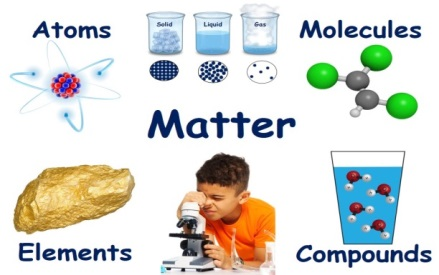 Atoms
Solid Liquid Gas
Molecules
Matter
Elements
Compounds